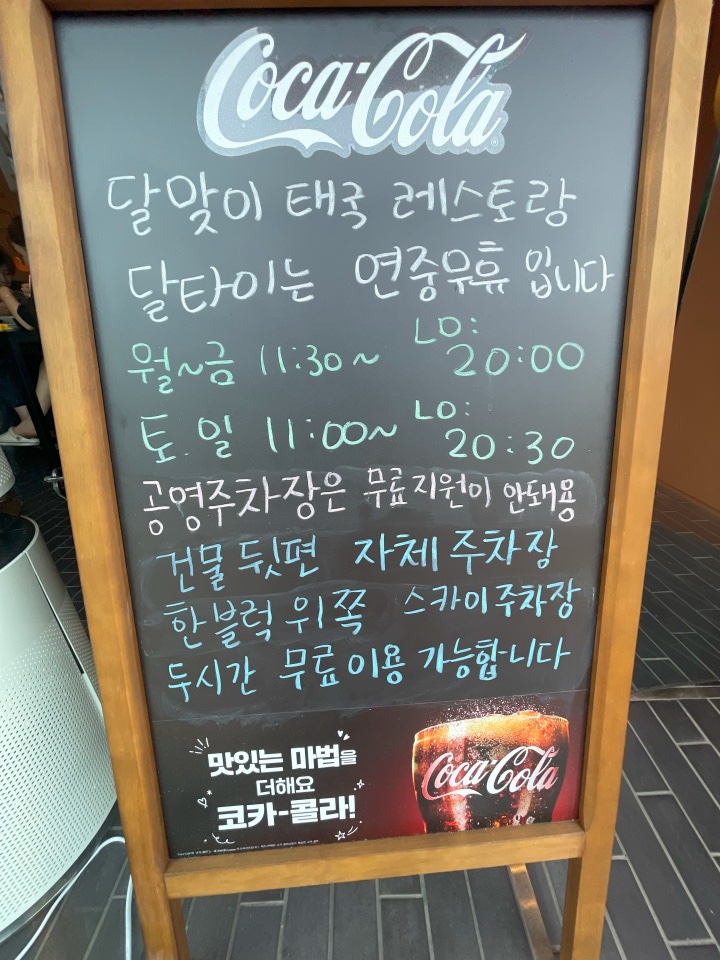 Coca-Cola
달맞이 태국 레스토랑
달타이는 연중무휴 입니다
월~금 11:30~ LO: 20:00
토.일 11:00~ LO: 20:30
공영주차장은 무료지원이 안돼용
건물 뒷편 자체 주차장
한블럭 위쪽 스카이주차장
두시간 무료이용 가능합니다
맛있는 마법을
더해요
코카-콜라!
Coca-Cola